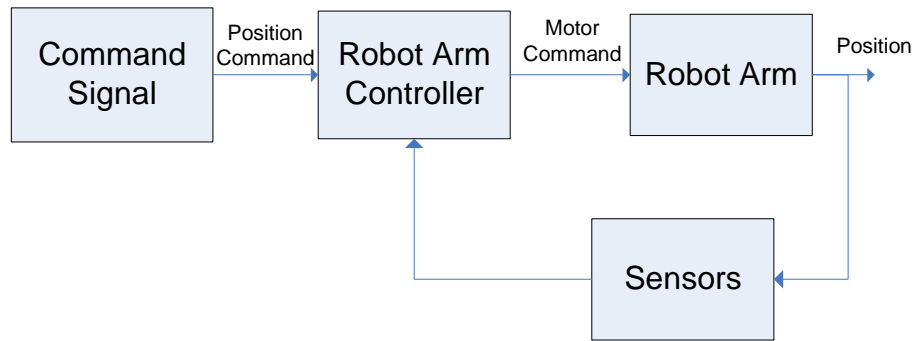 Command
Signal
Position
Command
Robot Arm
Controller
Motor
Command
Robot Arm
Position
Sensors